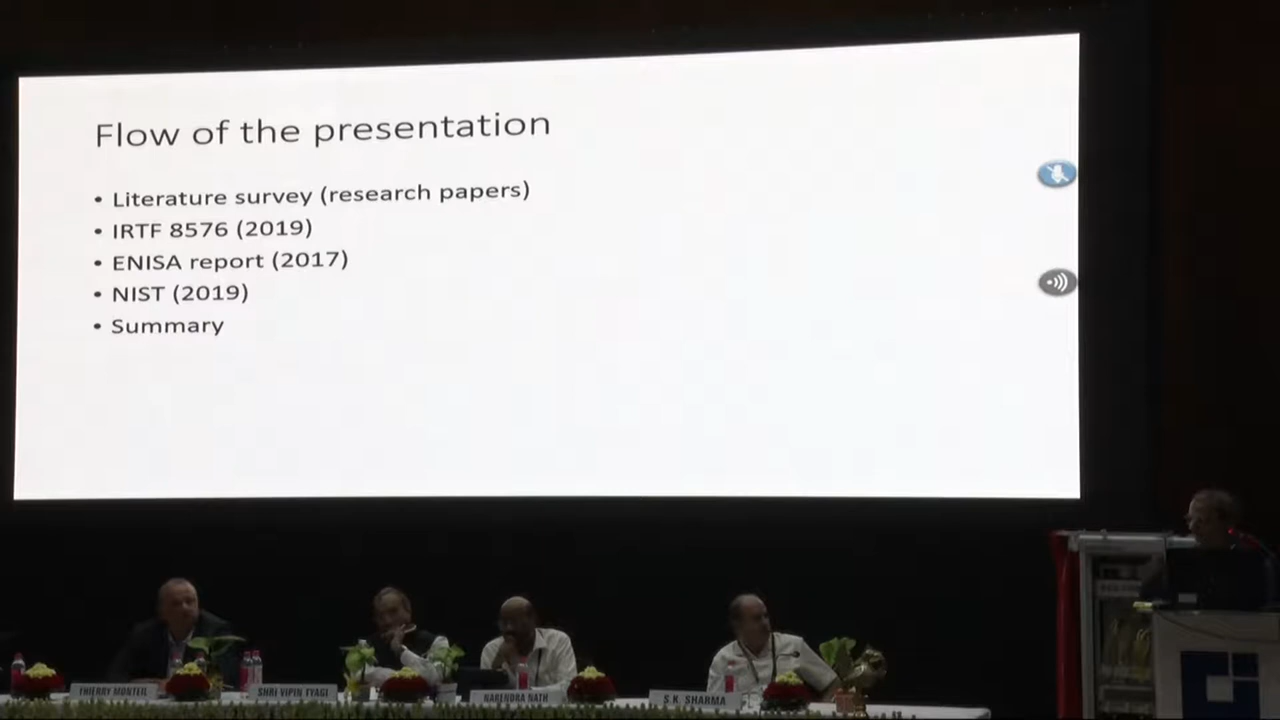 Flow of the presentation
• Literature survey (research papers)
• IRTF 8576 (2019)
• ENISA report (2017)
• NIST (2019)
• Summary
THIERRY MONTEIL
SHRI VIPIN TYAGI
NARENDRA NATH
S.K. SHARMA